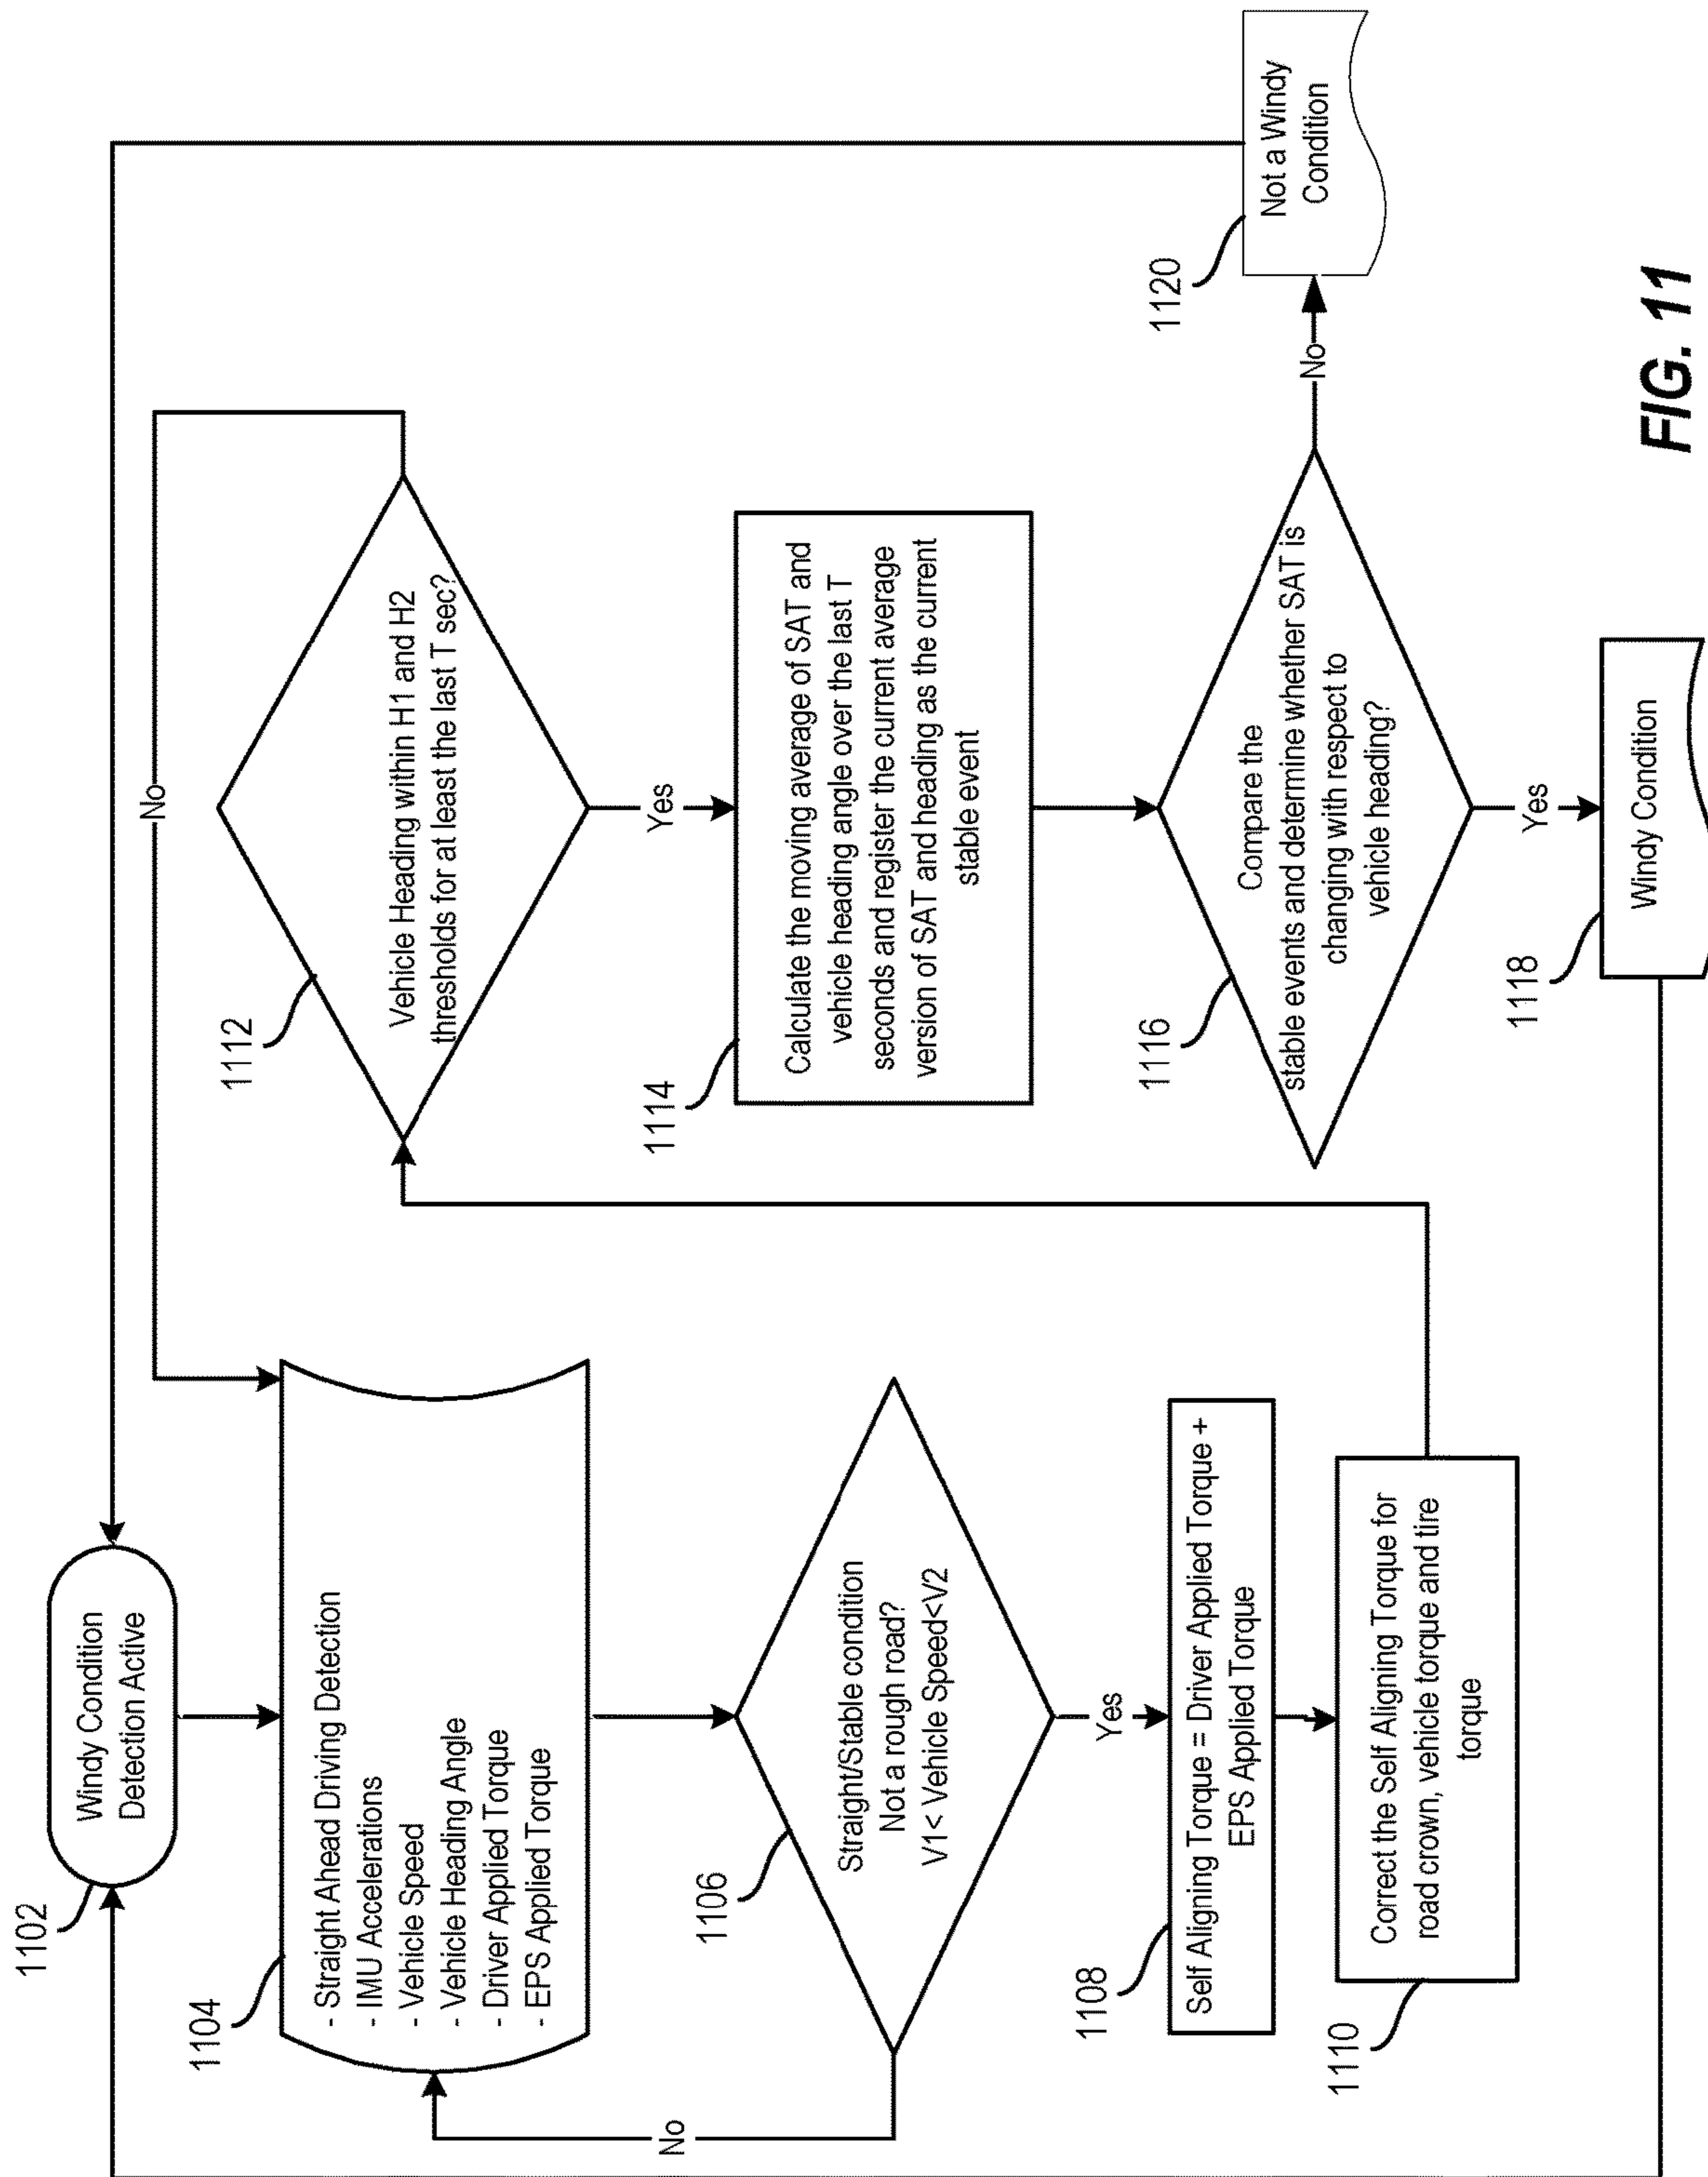 1102
Windy Condition
Detection Active
1104
- Straight Ahead Driving Detection
- IMU Accelerations
- Vehicle Speed
- Vehicle Heading Angle
- Driver Applied Torque
- EPS Applied Torque
No
1106
Straight/Stable condition
Not a rough road?
V1< Vehicle Speed<V2
Yes
1108
Self Aligning Torque = Driver Applied Torque +
EPS Applied Torque
1110
Correct the Self Aligning Torque for
road crown, vehicle torque and tire
torque
No
1112
Vehicle Heading within H1 and H2
thresholds for at least the last T sec?
Yes
1114
Calculate the moving average of SAT and
vehicle heading angle over the last T
seconds and register the current average
version of SAT and heading as the current
stable event
1116
Compare the
stable events and determine whether SAT is
changing with respect to
vehicle heading?
Yes
1118
Windy Condition
No
1120
Not a Windy
Condition
FIG. 11